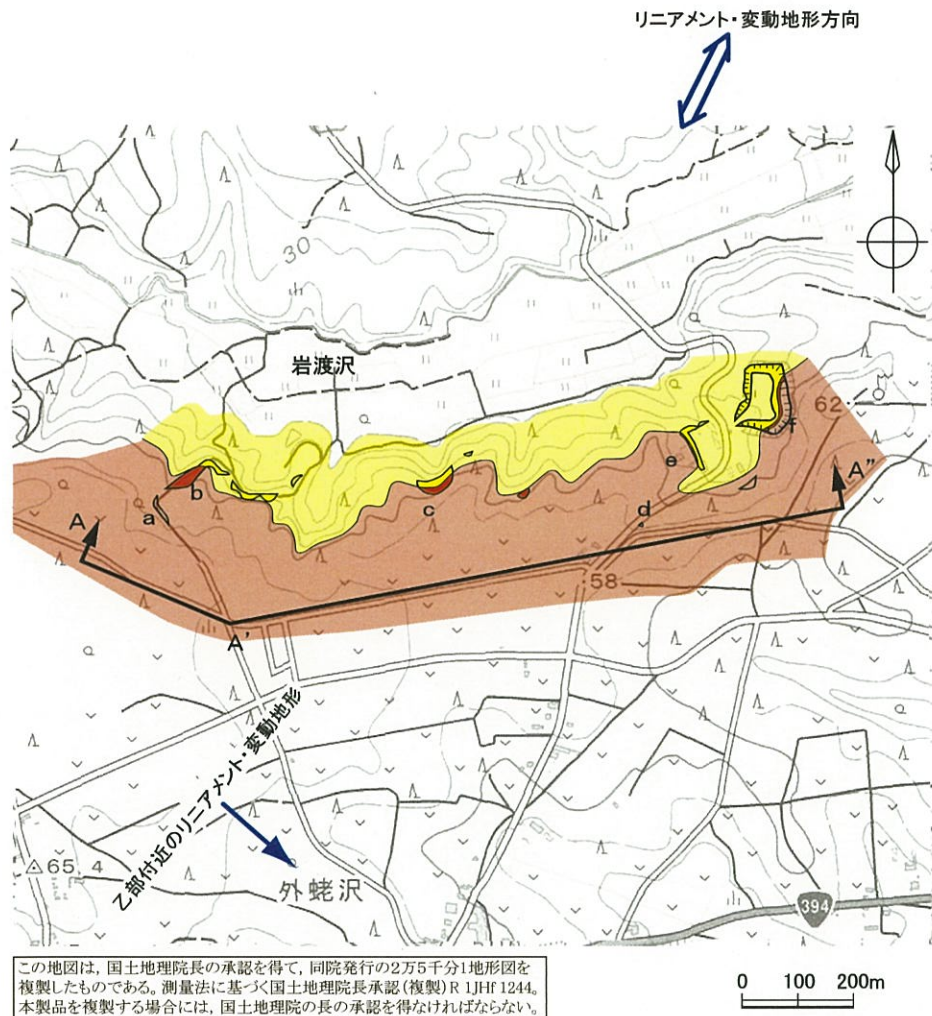 リニアメント・変動地形方向
30
岩渡沢
62
f
b
e
c
a
A
A"
d
58
A'
乙部付近のリニアメント・変動地形
65.4
外蛯沢
394
この地図は，国土地理院長の承認を得て，同院発行の2万5千分1地形図を
複製したものである。測量法に基づく国土地理院長承認(複製)R 1JHf 1244。
本製品を複製する場合には，国土地理院の長の承認を得なければならない。
0 100 200m